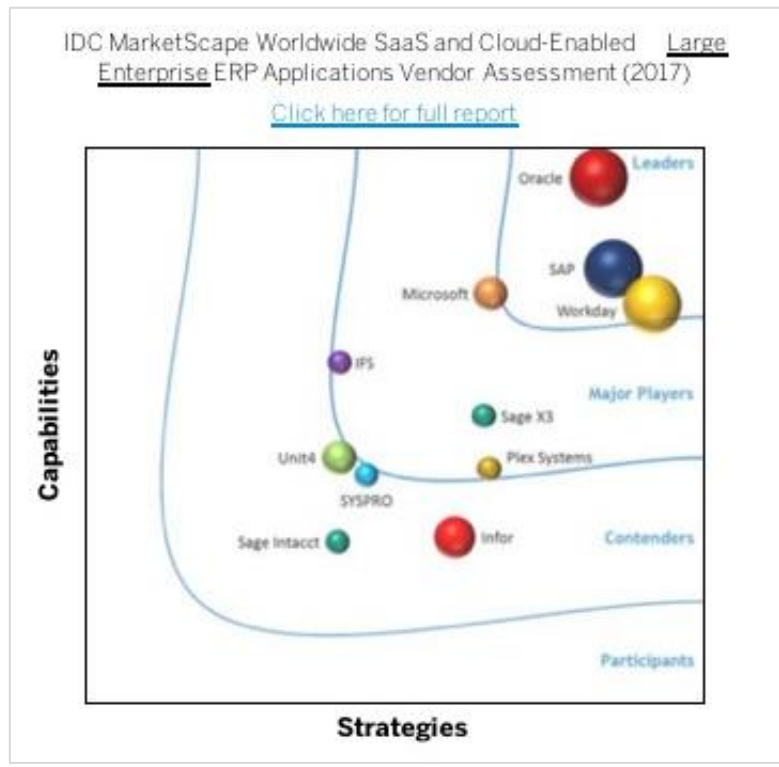 IDC MarketScape Worldwide SaaS and Cloud-Enabled Large
Enterprise ERP Applications Vendor Assessment (2017)
Click here for full report
Leaders
Oracle
SAP
Microsoft
Workday
IFS
Major Players
Sage X3
Unit4
Plex Systems
SYSPRO
Sage Intacct
Infor
Contenders
Participants
Capabilities
Strategies